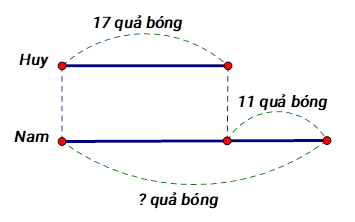 17 quả bóng
Huy
11 quả bóng
Nam
? quả bóng